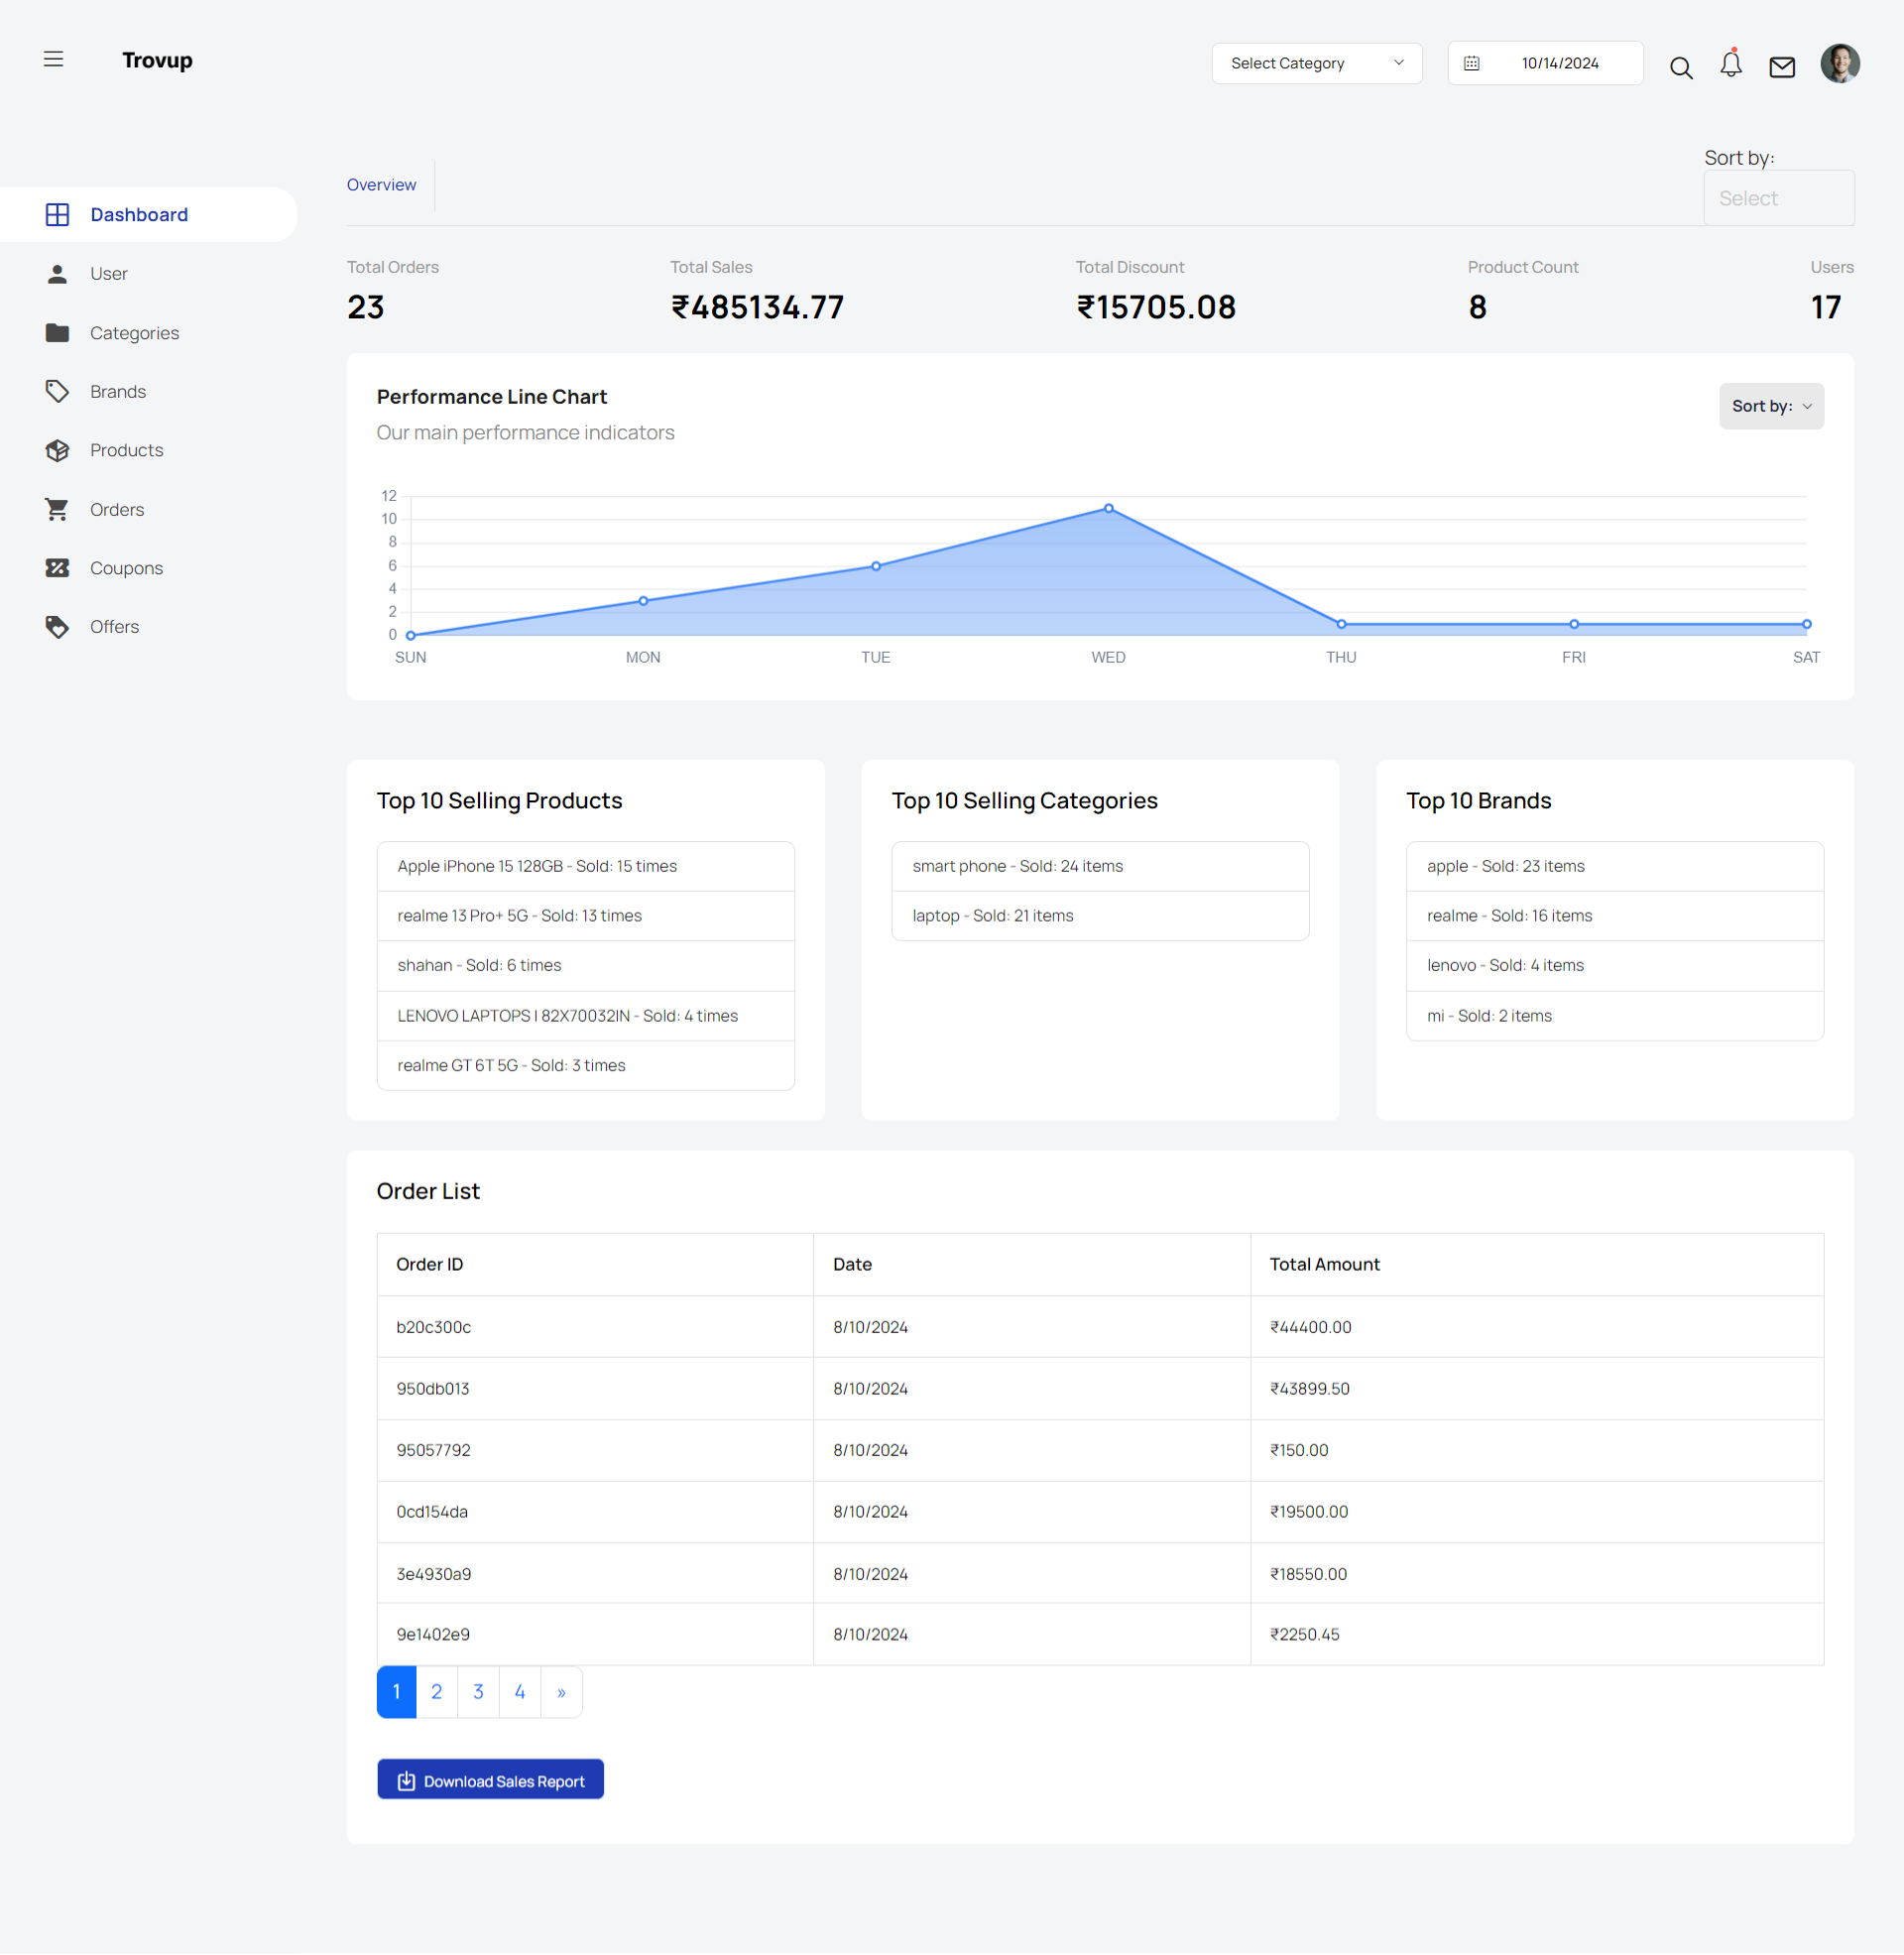 Trovup
Select Category
10/14/2024
Dashboard
User
Categories
Brands
Products
Orders
Coupons
Offers
Overview
Sort by:
Select
Total Orders
23
Total Sales
₹485134.77
Total Discount
₹15705.08
Product Count
8
Users
17
Performance Line Chart
Our main performance indicators
Sort by:
12
10
8
6
4
2
0
SUN MON TUE WED THU FRI SAT
Top 10 Selling Products
Apple iPhone 15 128GB - Sold: 15 times
realme 13 Pro+ 5G - Sold: 13 times
shahan - Sold: 6 times
LENOVO LAPTOPS | 82X70032IN - Sold: 4 times
realme GT 6T 5G - Sold: 3 times
Top 10 Selling Categories
smart phone - Sold: 24 items
laptop - Sold: 21 items
Top 10 Brands
apple - Sold: 23 items
realme - Sold: 16 items
lenovo - Sold: 4 items
mi - Sold: 2 items
Order List
Order ID Date Total Amount
b20c300c 8/10/2024 ₹44400.00
950db013 8/10/2024 ₹43899.50
95057792 8/10/2024 ₹150.00
0cd154da 8/10/2024 ₹19500.00
3e4930a9 8/10/2024 ₹18550.00
9e1402e9 8/10/2024 ₹2250.45
1 2 3 4 »
Download Sales Report